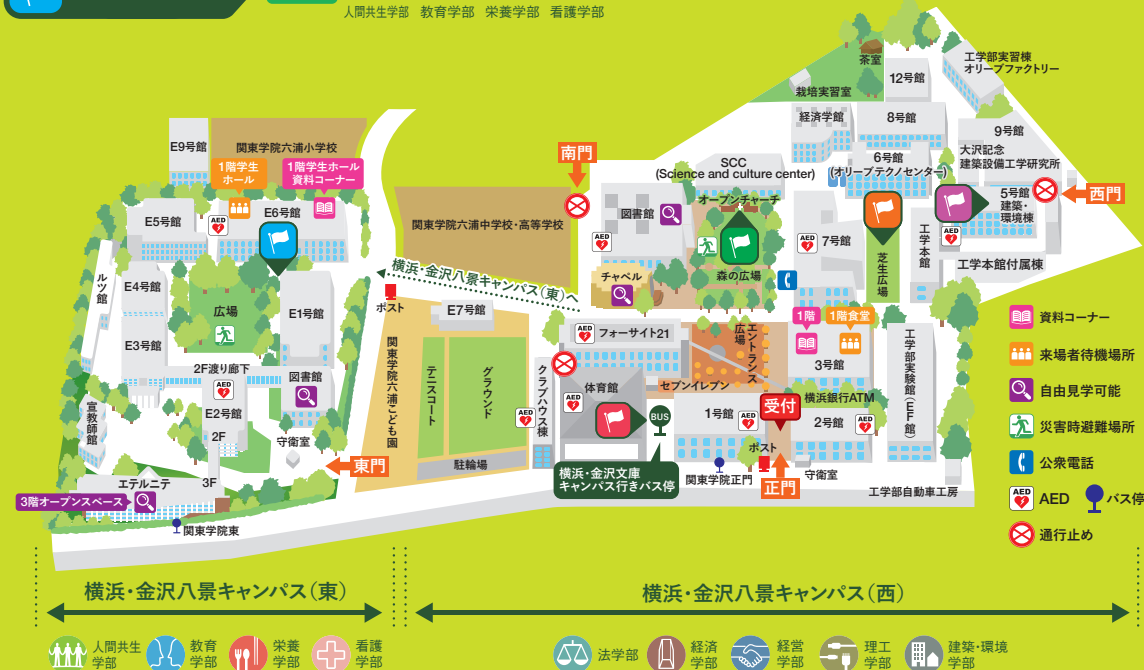 人間共生学部 教育学部 栄養学部 看護学部
茶室
工学部実習棟
オリーブファクトリー
12号館
栽培実習室
経済学館
8号館
9号館
大沢記念
建築設備工学研究所
6号館
(オリーブテクノセンター)
5号館
建築・
環境棟
西門
SCC
(Science and culture center)
オープンチャーチ
図書館
森の広場
チャペル
南門
7号館
芝生広場
工学本館
工学本館付属棟
AED
AED
AED
E9号館
関東学院六浦小学校
1階学生
ホール
1階学生ホール
資料コーナー
E5号館
AED
E6号館
関東学院六浦中学校・高等学校
横浜・金沢八景キャンパス(東)へ
ルツ館
E4号館
広場
E1号館
E3号館
2F渡り廊下
AED
図書館
E2号館
2F
宣教師館
守衛室
エテルニテ
3F
3階オープンスペース
関東学院東
東門
ポスト
E7号館
関東学院六浦こども園
テニスコート
グラウンド
駐輪場
クラブハウス棟
AED
AED
フォーサイト21
体育館
AED
セブンイレブン
エントランス
広場
BUS
横浜・金沢文庫
キャンパス行きバス停
1号館
AED
受付
ポスト
関東学院正門
正門
1階
1階食堂
3号館
横浜銀行ATM
2号館
AED
守衛室
工学部実験館(EF館)
工学部自動車工房
資料コーナー
来場者待機場所
自由見学可能
災害時避難場所
公衆電話
AED
AED
バス停
通行止め
横浜・金沢八景キャンパス(東)
横浜・金沢八景キャンパス(西)
人間共生
学部
教育
学部
栄養
学部
看護
学部
法学部
経済
学部
経営
学部
理工
学部
建築・環境
学部